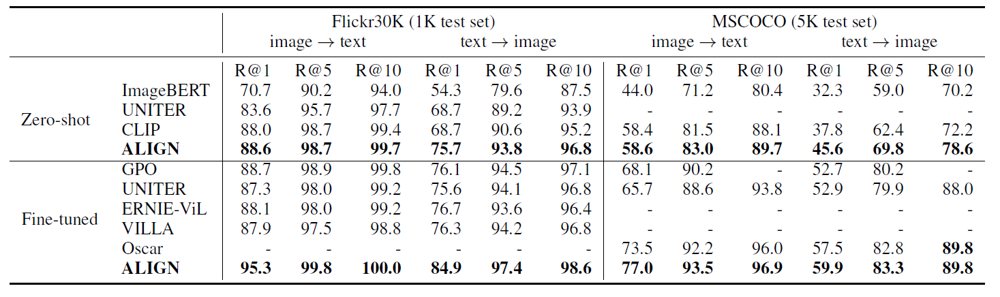 Flickr30K (1K test set) MSCOCO (5K test set)
image → text text → image image → text text → image
R@1 R@5 R@10 R@1 R@5 R@10 R@1 R@5 R@10 R@1 R@5 R@10
ImageBERT 70.7 90.2 94.0 54.3 79.6 87.5 44.0 71.2 80.4 32.3 59.0 70.2
UNITER 83.6 95.7 97.7 68.7 89.2 93.9 - - - - - -
Zero-shot
CLIP 88.0 98.7 99.4 68.7 90.6 95.2 58.4 81.5 88.1 37.8 62.4 72.2
ALIGN 88.6 98.7 99.7 75.7 93.8 96.8 58.6 83.0 89.7 45.6 69.8 78.6
GPO 88.7 98.9 99.8 76.1 94.5 97.1 68.1 90.2 - 52.7 80.2 -
UNITER 87.3 98.0 99.2 75.6 94.1 96.8 65.7 88.6 93.8 52.9 79.9 88.0
ERNIE-ViL 88.1 98.0 99.2 76.7 93.6 96.4 - - - - - -
Fine-tuned
VILLA 87.9 97.5 98.8 76.3 94.2 96.8 - - - - - -
Oscar - - - - - - 73.5 92.2 96.0 57.5 82.8 89.8
ALIGN 95.3 99.8 100.0 84.9 97.4 98.6 77.0 93.5 96.9 59.9 83.3 89.8